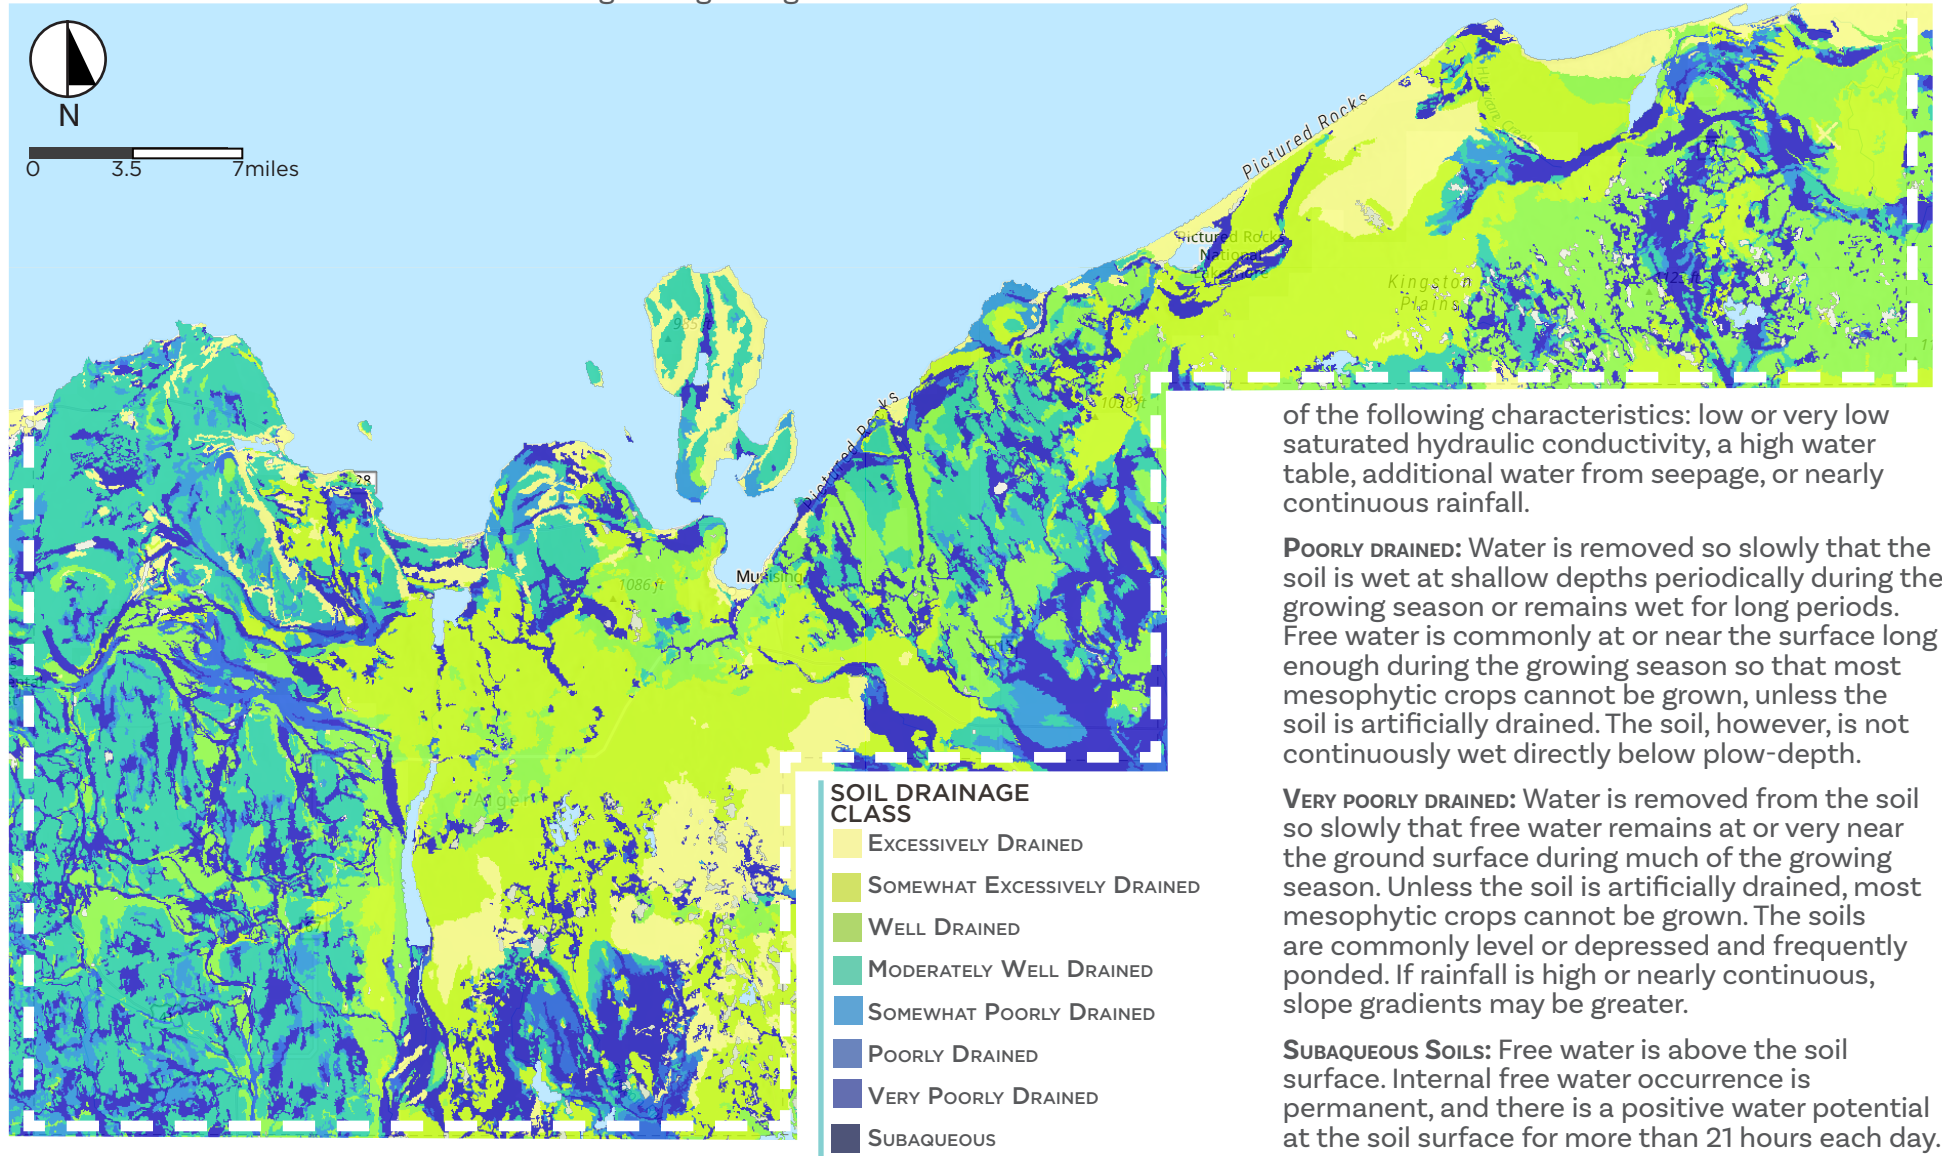 N
0 3.5 7miles
Pictured Rocks
Pictured Rocks
National
Lakeshore
Kingston
Plains
935 ft
1038 ft
Pictured Rocks
28
Munising
1086 ft
Alger
SOIL DRAINAGE
CLASS
EXCESSIVELY DRAINED
SOMEWHAT EXCESSIVELY DRAINED
WELL DRAINED
MODERATELY WELL DRAINED
SOMEWHAT POORLY DRAINED
POORLY DRAINED
VERY POORLY DRAINED
SUBAQUEOUS
of the following characteristics: low or very low
saturated hydraulic conductivity, a high water
table, additional water from seepage, or nearly
continuous rainfall.
POORLY DRAINED: Water is removed so slowly that the
soil is wet at shallow depths periodically during the
growing season or remains wet for long periods.
Free water is commonly at or near the surface long
enough during the growing season so that most
mesophytic crops cannot be grown, unless the
soil is artificially drained. The soil, however, is not
continuously wet directly below plow-depth.
VERY POORLY DRAINED: Water is removed from the soil
so slowly that free water remains at or very near
the ground surface during much of the growing
season. Unless the soil is artificially drained, most
mesophytic crops cannot be grown. The soils
are commonly level or depressed and frequently
ponded. If rainfall is high or nearly continuous,
slope gradients may be greater.
SUBAQUEOUS SOILS: Free water is above the soil
surface. Internal free water occurrence is
permanent, and there is a positive water potential
at the soil surface for more than 21 hours each day.